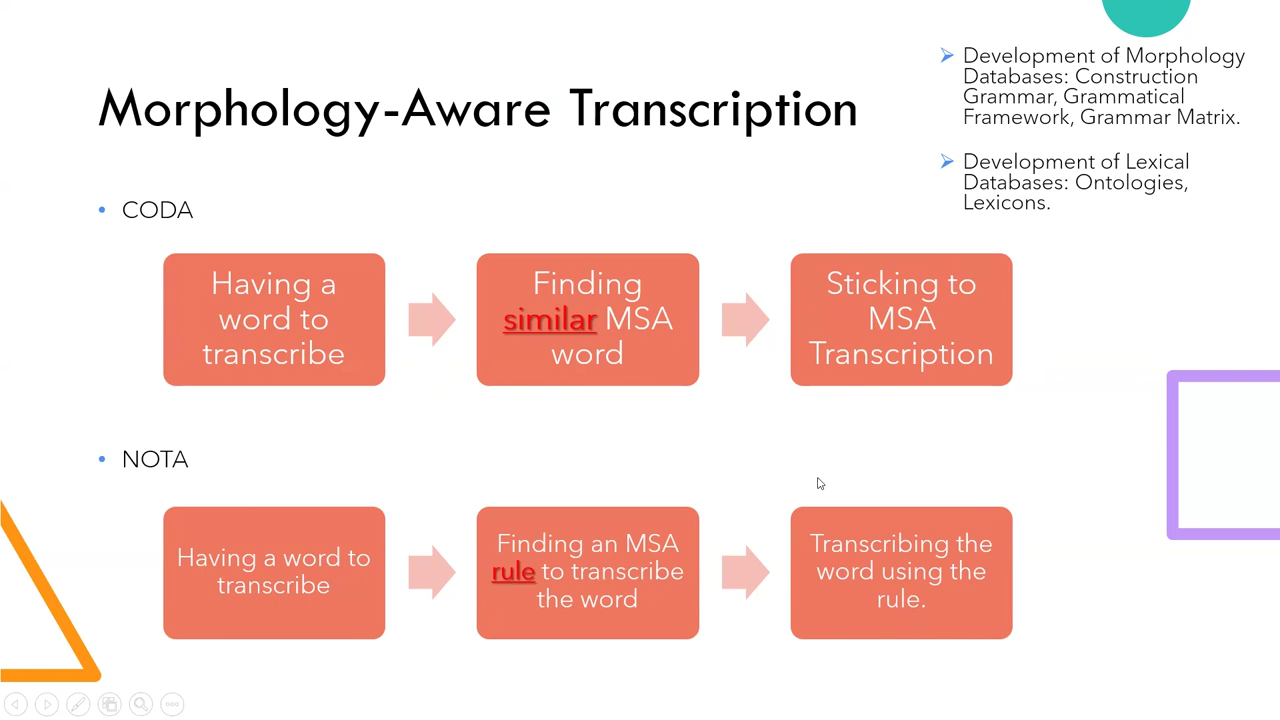 Morphology-Aware Transcription
Development of Morphology
Databases: Construction
Grammar, Grammatical
Framework, Grammar Matrix.
Development of Lexical
Databases: Ontologies,
Lexicons.
CODA
Having a
word to
transcribe
Finding
similar MSA
word
Sticking to
MSA
Transcription
NOTA
Having a word to
transcribe
Finding an MSA
rule to transcribe
the word
Transcribing the
word using the
rule.